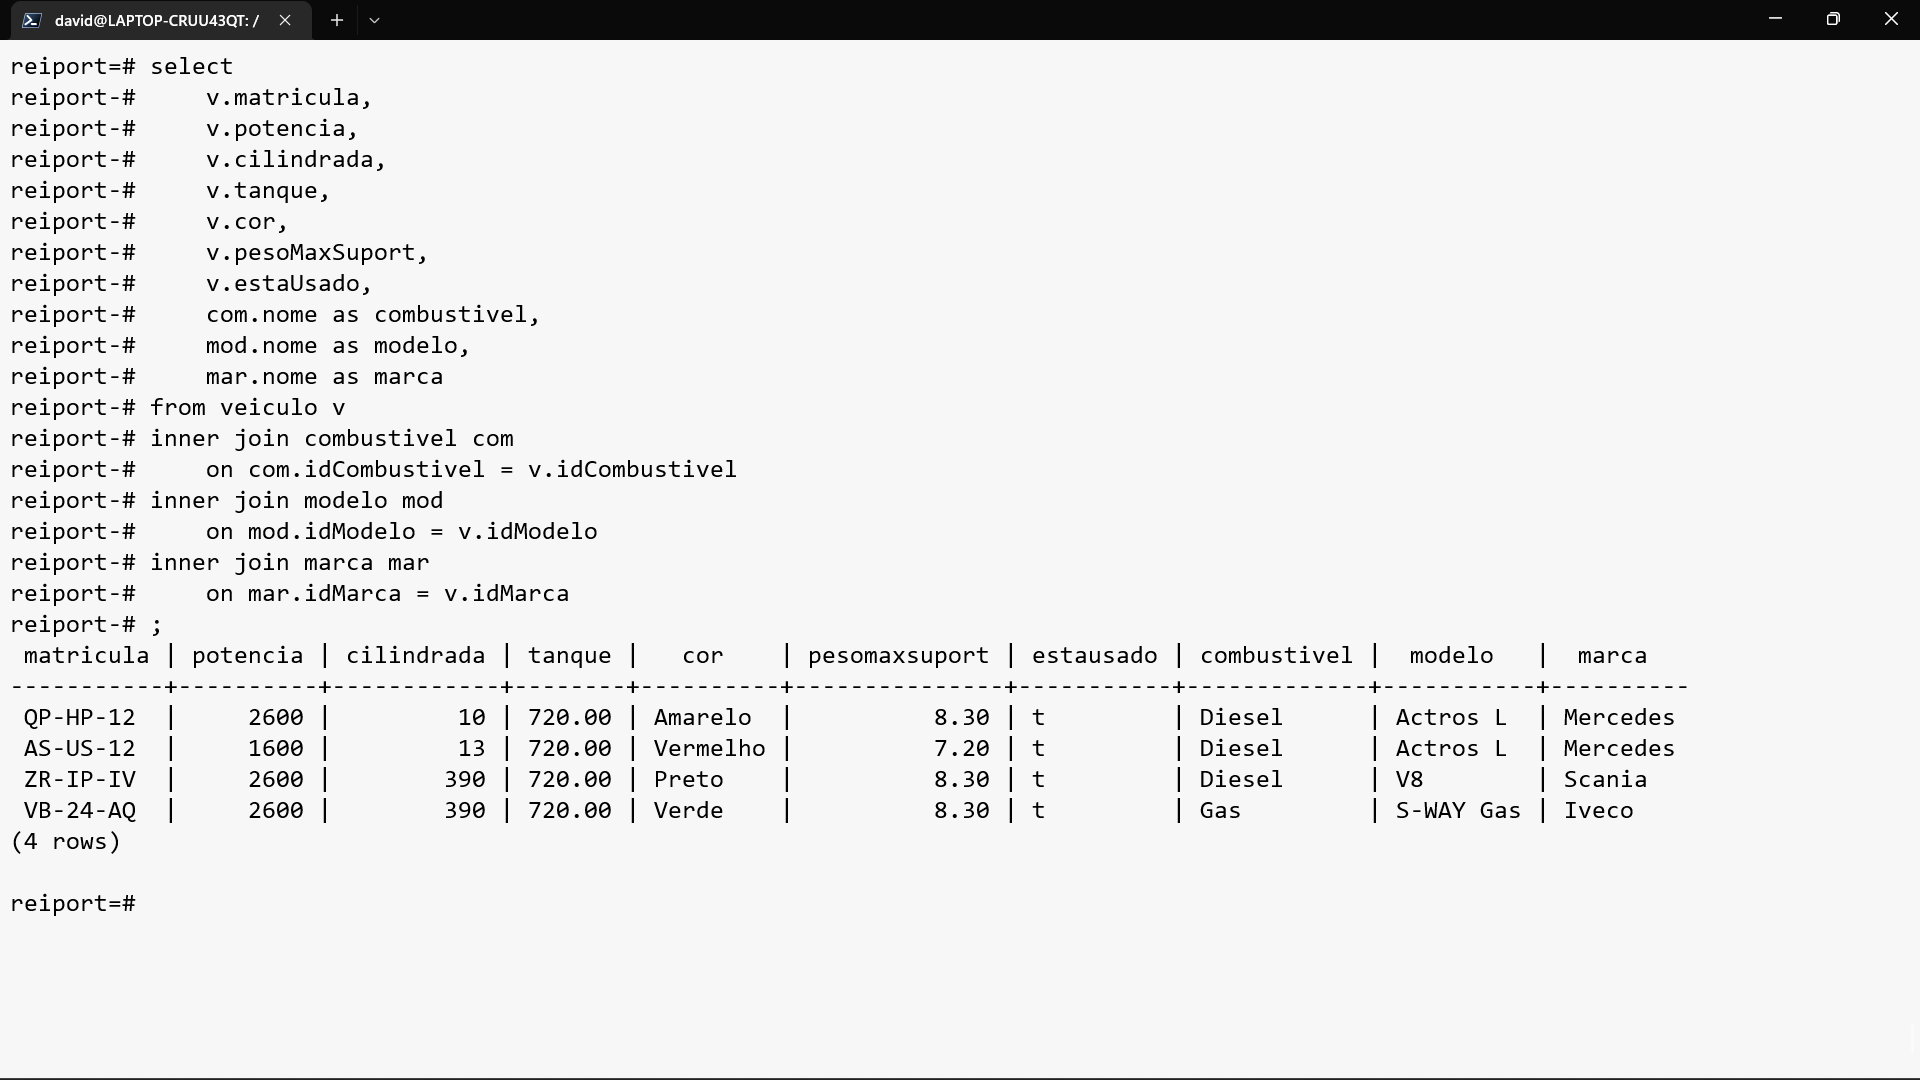 david@LAPTOP-CRUU43QT: /
reiport=# select
reiport-#     v.matricula,
reiport-#     v.potencia,
reiport-#     v.cilindrada,
reiport-#     v.tanque,
reiport-#     v.cor,
reiport-#     v.pesoMaxSuport,
reiport-#     v.estaUsado,
reiport-#     com.nome as combustivel,
reiport-#     mod.nome as modelo,
reiport-#     mar.nome as marca
reiport-# from veiculo v
reiport-# inner join combustivel com
reiport-#     on com.idCombustivel = v.idCombustivel
reiport-# inner join modelo mod
reiport-#     on mod.idModelo = v.idModelo
reiport-# inner join marca mar
reiport-#     on mar.idMarca = v.idMarca
reiport-# ;
 matricula | potencia | cilindrada | tanque |   cor    | pesomaxsuport | estausado | combustivel |  modelo   |  marca
-----------+----------+------------+--------+----------+---------------+-----------+-------------+-----------+----------
 QP-HP-12  |     2600 |         10 | 720.00 | Amarelo  |          8.30 | t         | Diesel      | Actros L  | Mercedes
 AS-US-12  |     1600 |         13 | 720.00 | Vermelho |          7.20 | t         | Diesel      | Actros L  | Mercedes
 ZR-IP-IV  |     2600 |        390 | 720.00 | Preto    |          8.30 | t         | Diesel      | V8        | Scania
 VB-24-AQ  |     2600 |        390 | 720.00 | Verde    |          8.30 | t         | Gas         | S-WAY Gas | Iveco
(4 rows)
reiport=#